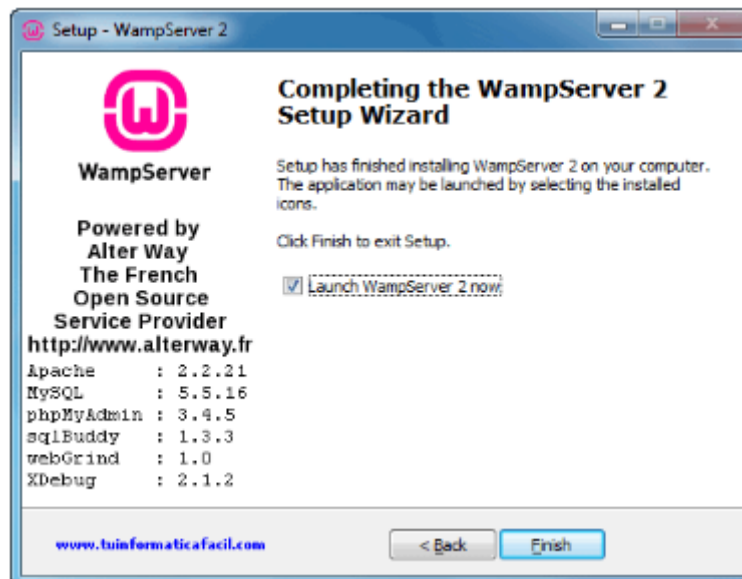 Setup - WampServer 2
WampServer
Powered by
Alter Way
The French
Open Source
Service Provider
http://www.alterway.fr
Apache : 2.2.21
MySQL : 5.5.16
phpMyAdmin : 3.4.5
sqlBuddy : 1.3.3
webGrind : 1.0
XDebug : 2.1.2
Completing the WampServer 2
Setup Wizard
Setup has finished installing WampServer 2 on your computer.
The application may be launched by selecting the installed
icons.
Click Finish to exit Setup.
Launch WampServer 2 now
www.tuinformaticafacil.com
< Back
Finish